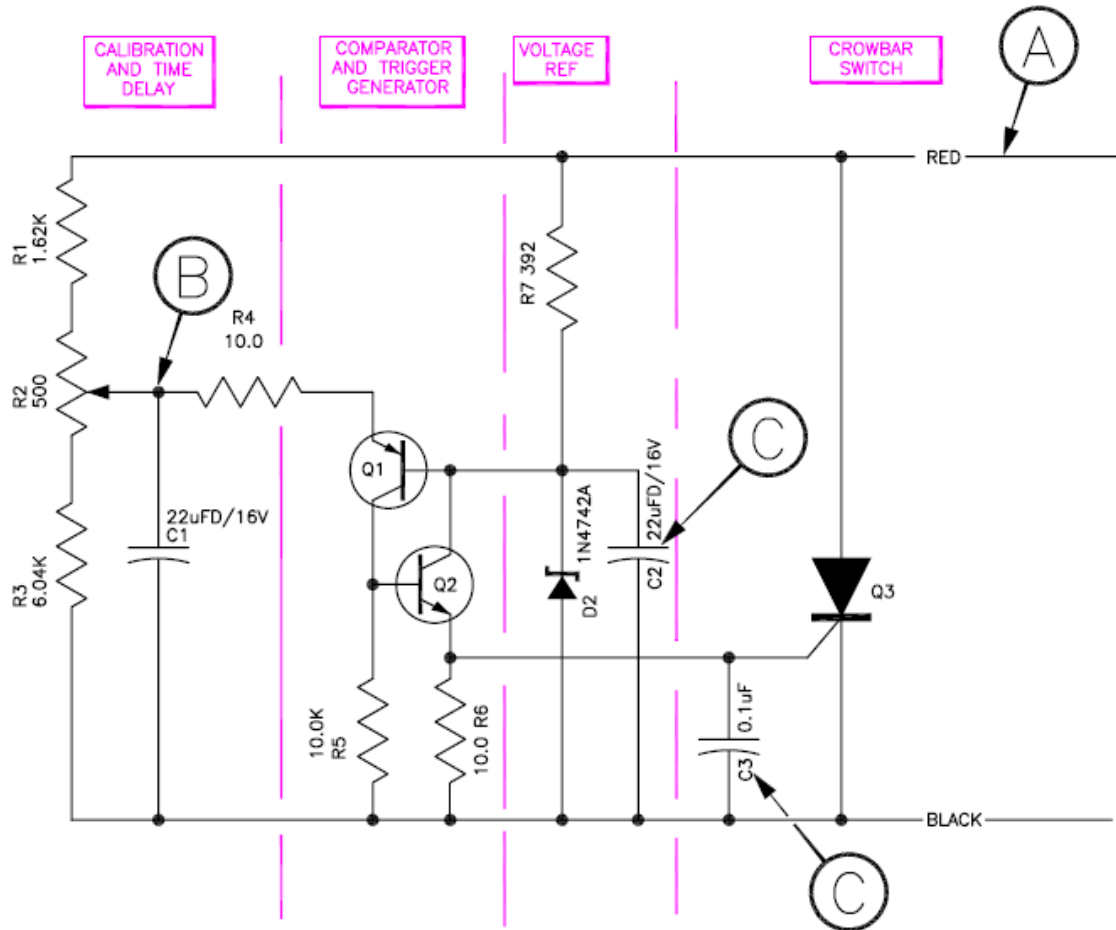 CALIBRATION
AND TIME
DELAY
COMPARATOR
AND TRIGGER
GENERATOR
VOLTAGE
REF
CROWBAR
SWITCH
A
RED
R1
1.62K
B
R4
10.0
R7 392
R2
500
C
Q1
22uFD/16V
C1
1N4742A
D2
22uFD/16V
C2
R3
6.04K
Q2
Q3
10.0K
R5
10.0 R6
0.1uF
C3
BLACK
C